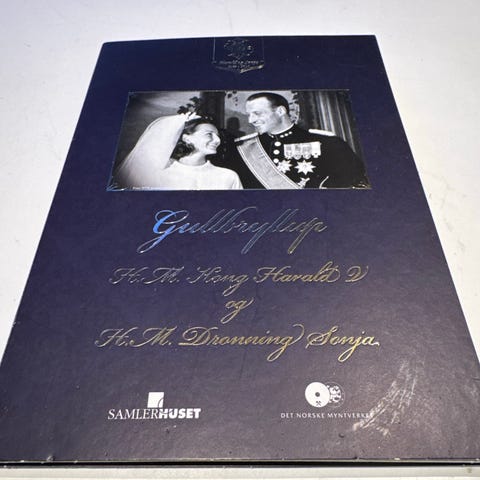 Gullbryllup
H.M. Kong Harald V
og
H.M. Dronning Sonja
SAMLERHUSET
DET NORSKE MYNTVERKET